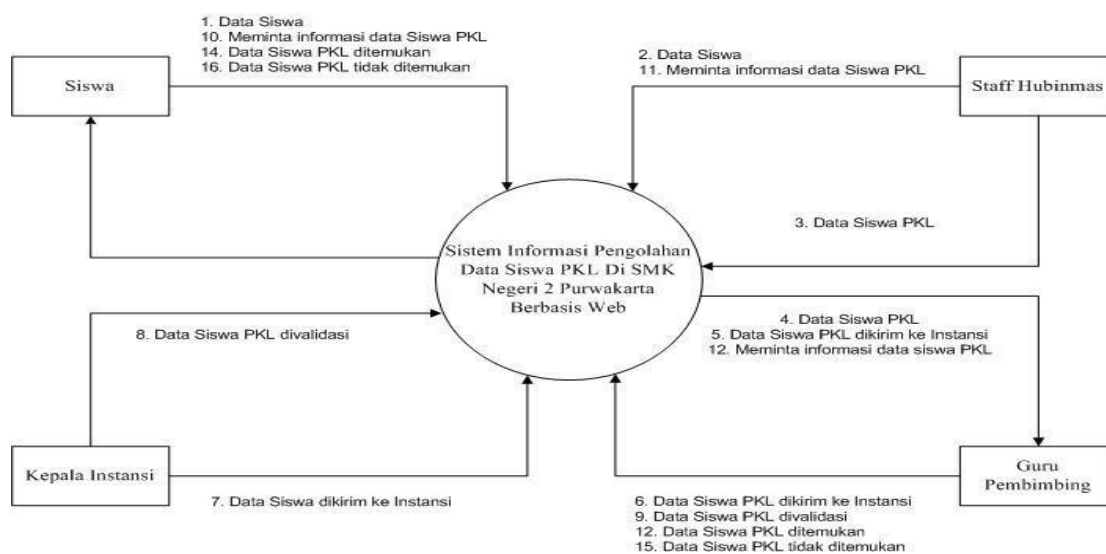 1. Data Siswa
10. Meminta informasi data Siswa PKL
14. Data Siswa PKL ditemukan
16. Data Siswa PKL tidak ditemukan
2. Data Siswa
11. Meminta informasi data Siswa PKL
Siswa
Staff Hubinmas
3. Data Siswa PKL
Sistem Informasi Pengolahan
Data Siswa PKL Di SMK
Negeri 2 Purwakarta
Berbasis Web
8. Data Siswa PKL divalidasi
4. Data Siswa PKL
5. Data Siswa PKL dikirim ke Instansi
12. Meminta informasi data siswa PKL
Kepala Instansi
Guru
Pembimbing
7. Data Siswa dikirim ke Instansi
6. Data Siswa PKL dikirim ke Instansi
9. Data Siswa PKL divalidasi
12. Data Siswa PKL ditemukan
15. Data Siswa PKL tidak ditemukan